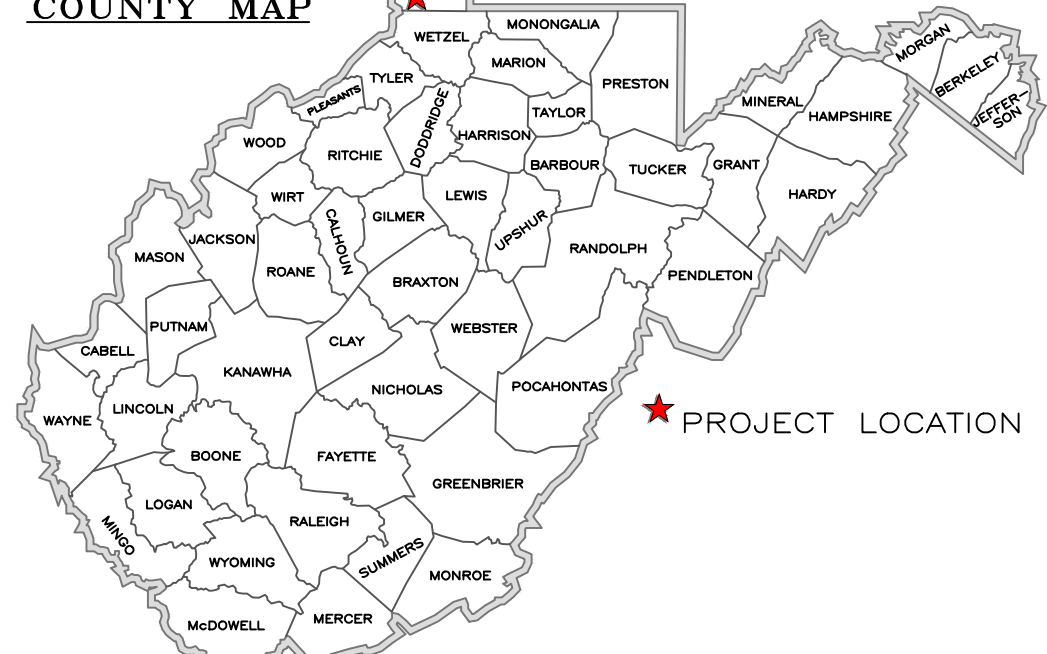 COUNTY MAP
WETZEL
MONONGALIA
MARION
TYLER
PRESTON
PLEASANTS
DODDRIDGE
TAYLOR
HARRISON
WOOD
RITCHIE
BARBOUR
TUCKER
GRANT
MINERAL
HAMPSHIRE
MORGAN
BERKELEY
JEFFER-
SON
HARDY
WIRT
CALHOUN
GILMER
LEWIS
UPSHUR
RANDOLPH
PENDLETON
JACKSON
MASON
ROANE
BRAXTON
WEBSTER
PUTNAM
CABELL
CLAY
KANAWHA
NICHOLAS
POCAHONTAS
PROJECT LOCATION
WAYNE
LINCOLN
BOONE
FAYETTE
GREENBRIER
LOGAN
MINGO
RALEIGH
WYOMING
SUMMERS
MONROE
McDOWELL
MERCER